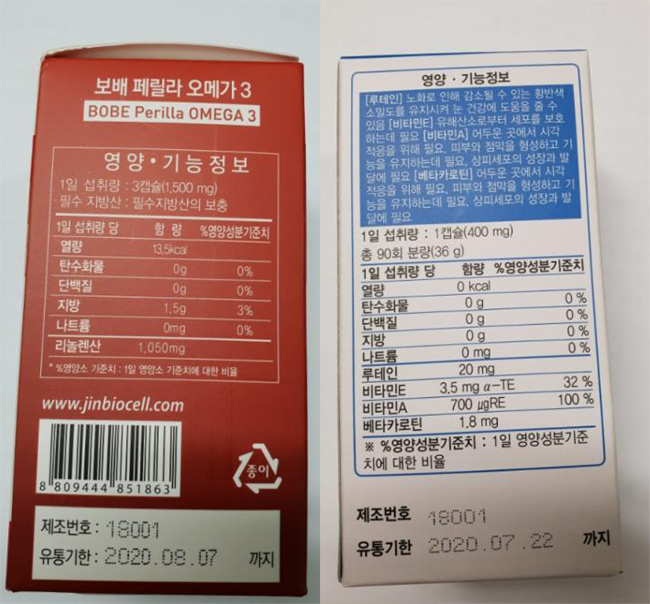 보배 페릴라 오메가 3
BOBE Perilla OMEGA 3
영양 • 기능정보
1일 섭취량 : 3캡슐(1,500 mg)
필수 지방산 : 필수지방산의 보충
1일 섭취량 당 함 량 %영양성분기준치
열량 13.5kcal
탄수화물 0g 0%
단백질 0g 0%
지방 1.5g 3%
나트륨 0mg 0%
리놀렌산 1,050mg
* %영양소 기준치 : 1일 영양소 기준치에 대한 비율
www.jinbiocell.com
종이
8 809444 851863
제조번호 : 18001
유통기한 : 2020.08.07 까지
영양 · 기능정보
[루테인] 노화로 인해 감소될 수 있는 황반색
소밀도를 유지시켜 눈 건강에 도움을 줄 수
있음 [비타민E] 유해산소로부터 세포를 보호
하는데 필요 [비타민A] 어두운 곳에서 시각
적응을 위해 필요, 피부와 점막을 형성하고 기
능을 유지하는데 필요, 상피세포의 성장과 발
달에 필요 [베타카로틴] 어두운 곳에서 시각
적응을 위해 필요, 피부와 점막을 형성하고 기
능을 유지하는데 필요, 상피세포의 성장과 발
달에 필요
1일 섭취량 : 1캡슐(400 mg)
총 90회 분량(36 g)
1일 섭취량 당 함량 %영양성분기준치
열량 0 kcal
탄수화물 0 g 0 %
단백질 0 g 0 %
지방 0 g 0 %
나트륨 0 mg 0 %
루테인 20 mg
비타민E 3.5 mg α-TE 32 %
비타민A 700 μgRE 100 %
베타카로틴 1.8 mg
※ %영양성분기준치 : 1일 영양성분기준
치에 대한 비율
제조번호 18001
유통기한 2020.07.22 까지